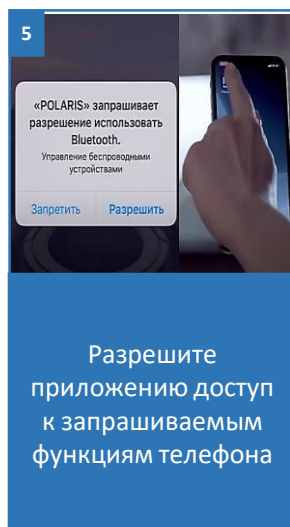 5
«POLARIS» запрашивает
разрешение использовать
Bluetooth.
Управление беспроводными
устройствами
Запретить Разрешить
Разрешите
приложению доступ
к запрашиваемым
функциям телефона